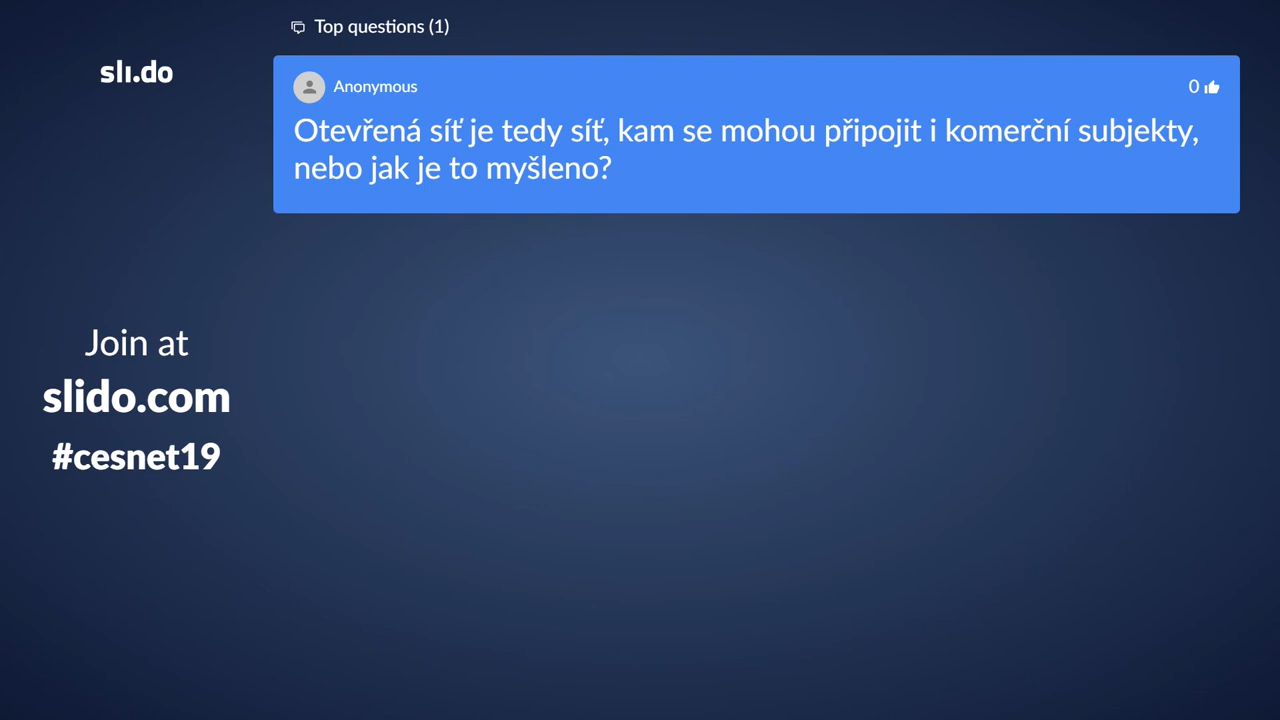 Top questions (1)
sli.do
Anonymous
0
Otevřená síť je tedy síť, kam se mohou připojit i komerční subjekty,
nebo jak je to myšleno?
Join at
slido.com
#cesnet19